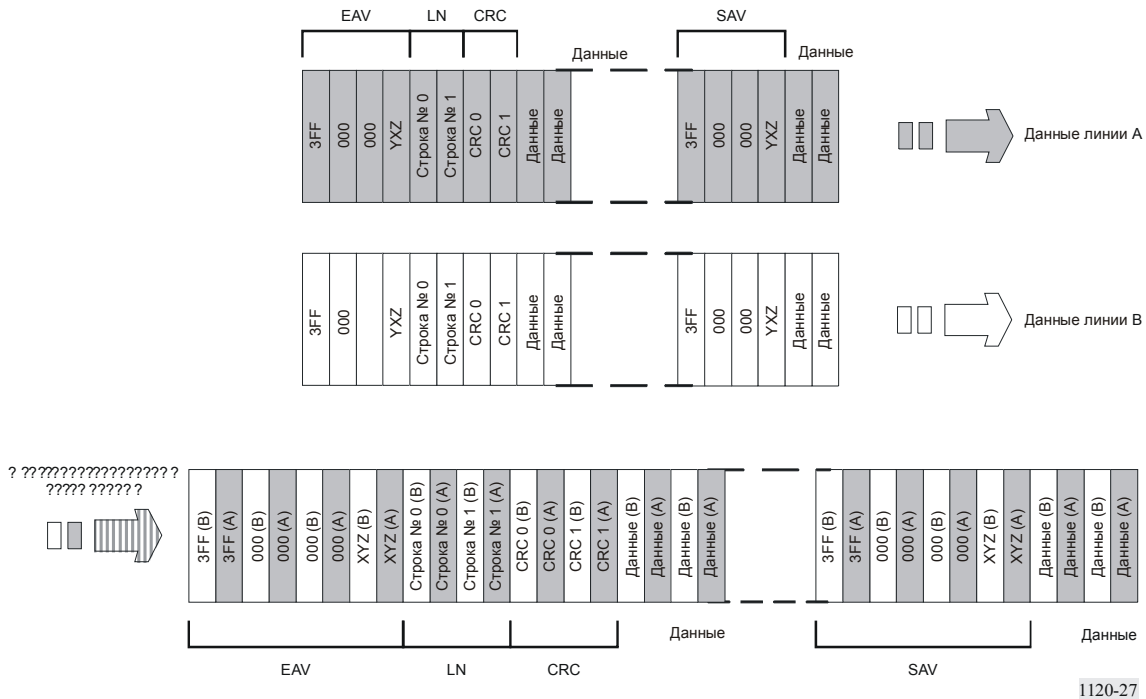 EAV LN CRC SAV
Данные Данные
3FF
000
000
YXZ
Строка № 0
Строка № 1
CRC 0
CRC 1
Данные
Данные
3FF
000
000
YXZ
Данные
Данные
Данные линии A
3FF
000
YXZ
Строка № 0
Строка № 1
CRC 0
CRC 1
Данные
Данные
3FF
000
000
YXZ
Данные
Данные
Данные линии B
? ?????????????????????? ?
????? ????? ?
3FF (B)
3FF (A)
000 (B)
000 (A)
000 (B)
000 (A)
XYZ (B)
XYZ (A)
Строка № 0 (B)
Строка № 0 (A)
Строка № 1 (B)
Строка № 1 (A)
CRC 0 (B)
CRC 0 (A)
CRC 1 (B)
CRC 1 (A)
Данные (B)
Данные (A)
Данные (B)
Данные (A)
3FF (B)
3FF (A)
000 (B)
000 (A)
000 (B)
000 (A)
XYZ (B)
XYZ (A)
Данные (B)
Данные (A)
Данные (B)
Данные (A)
Данные Данные
EAV LN CRC SAV
1120-27